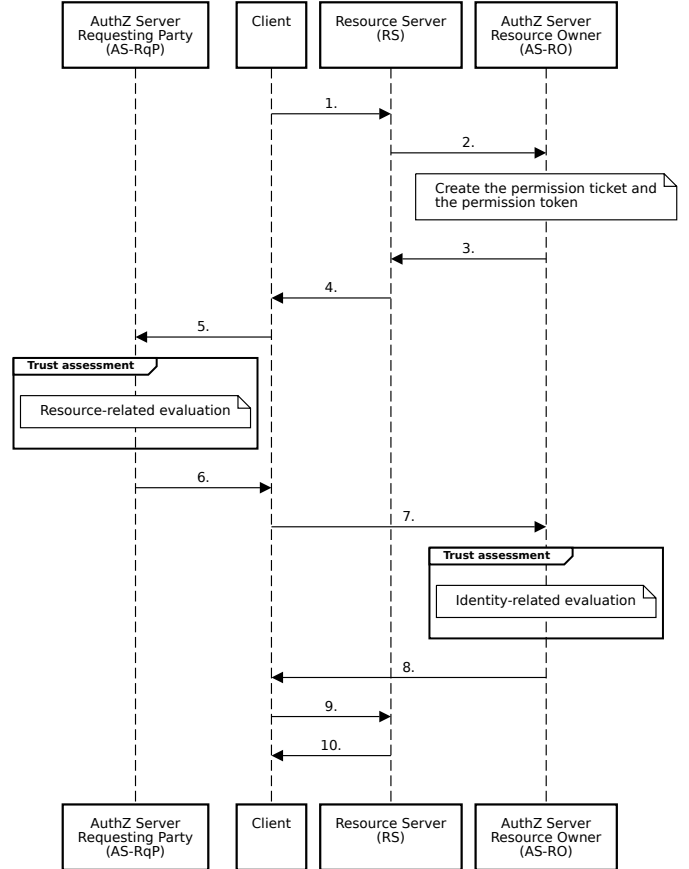 AuthZ Server
Requesting Party
(AS-RqP)
Client
Resource Server
(RS)
AuthZ Server
Resource Owner
(AS-RO)
1.
2.
Create the permission ticket and
the permission token
3.
4.
5.
Trust assessment
Resource-related evaluation
6.
7.
Trust assessment
Identity-related evaluation
8.
9.
10.
AuthZ Server
Requesting Party
(AS-RqP)
Client
Resource Server
(RS)
AuthZ Server
Resource Owner
(AS-RO)